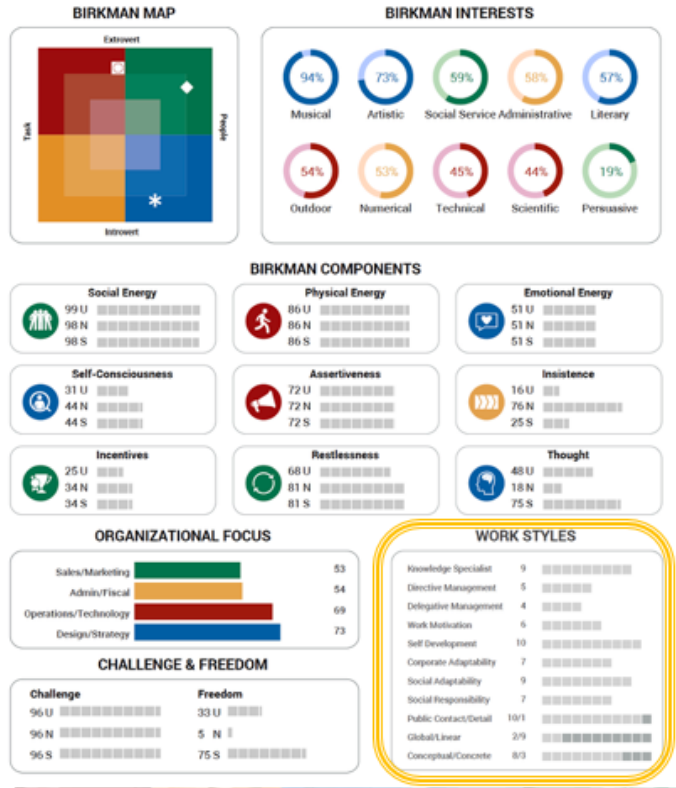 BIRKMAN MAP
Extrovert
Task
People
Introvert
BIRKMAN INTERESTS
94% 73% 59% 58% 57%
Musical Artistic Social Service Administrative Literary
54% 53% 45% 44% 19%
Outdoor Numerical Technical Scientific Persuasive
BIRKMAN COMPONENTS
Social Energy
99 U
98 N
98 S
Physical Energy
86 U
86 N
86 S
Emotional Energy
51 U
51 N
51 S
Self-Consciousness
31 U
44 N
44 S
Assertiveness
72 U
72 N
72 S
Insistence
16 U
76 N
25 S
Incentives
25 U
34 N
34 S
Restlessness
68 U
81 N
81 S
Thought
48 U
18 N
75 S
ORGANIZATIONAL FOCUS
Sales/Marketing 53
Admin/Fiscal 54
Operations/Technology 69
Design/Strategy 73
CHALLENGE & FREEDOM
Challenge
96 U
96 N
96 S
Freedom
33 U
5 N
75 S
WORK STYLES
Knowledge Specialist 9
Directive Management 5
Delegative Management 4
Work Motivation 6
Self Development 10
Corporate Adaptability 7
Social Adaptability 9
Social Responsibility 7
Public Contact/Detail 10/1
Global/Linear 2/9
Conceptual/Concrete 8/3